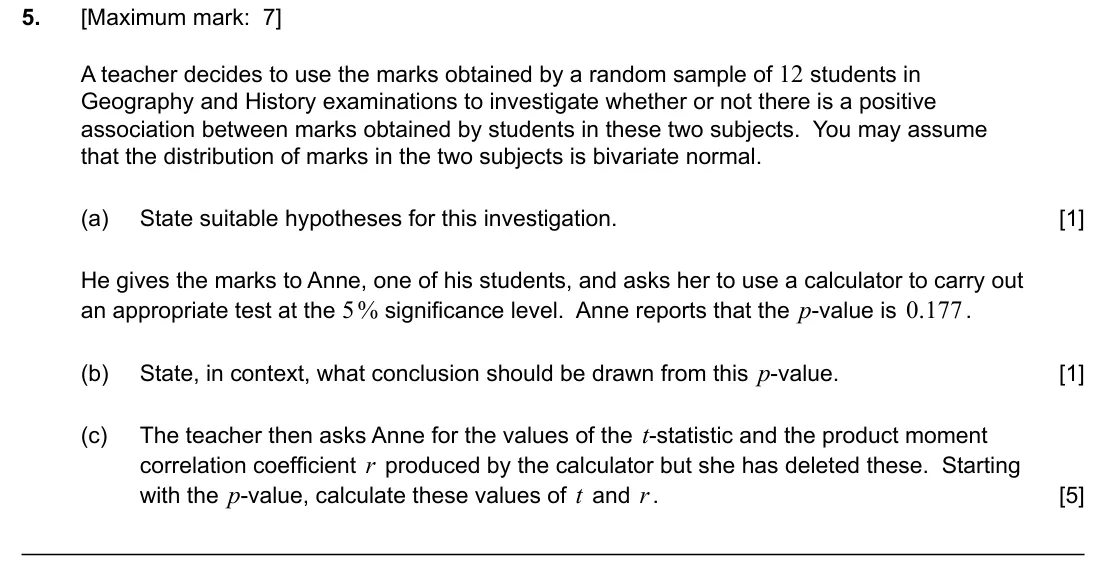 5. [Maximum mark: 7]
A teacher decides to use the marks obtained by a random sample of 12 students in
Geography and History examinations to investigate whether or not there is a positive
association between marks obtained by students in these two subjects. You may assume
that the distribution of marks in the two subjects is bivariate normal.
(a) State suitable hypotheses for this investigation. [1]
He gives the marks to Anne, one of his students, and asks her to use a calculator to carry out
an appropriate test at the 5% significance level. Anne reports that the p-value is 0.177.
(b) State, in context, what conclusion should be drawn from this p-value. [1]
(c) The teacher then asks Anne for the values of the t-statistic and the product moment
correlation coefficient r produced by the calculator but she has deleted these. Starting
with the p-value, calculate these values of t and r. [5]